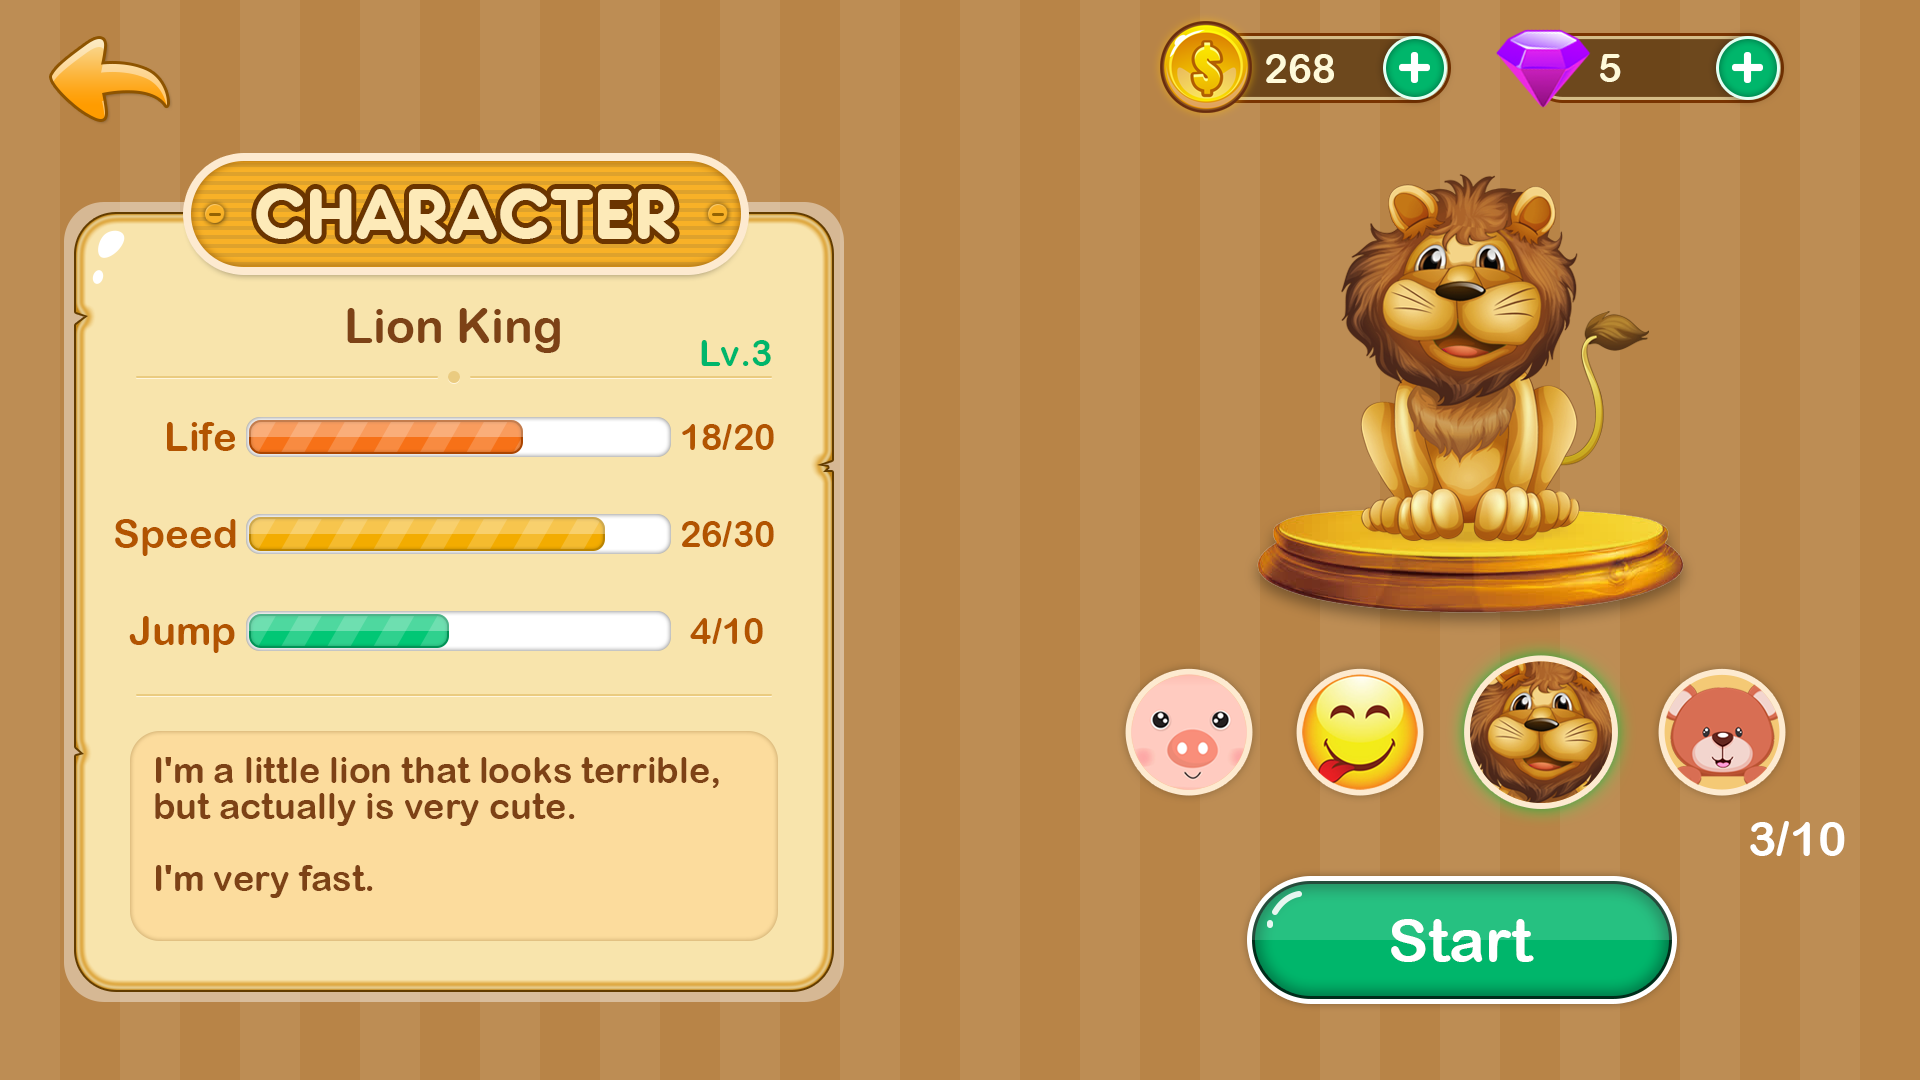 268
5
CHARACTER
Lion King
Lv.3
Life 18/20
Speed 26/30
Jump 4/10
I'm a little lion that looks terrible,
but actually is very cute.
I'm very fast.
3/10
Start